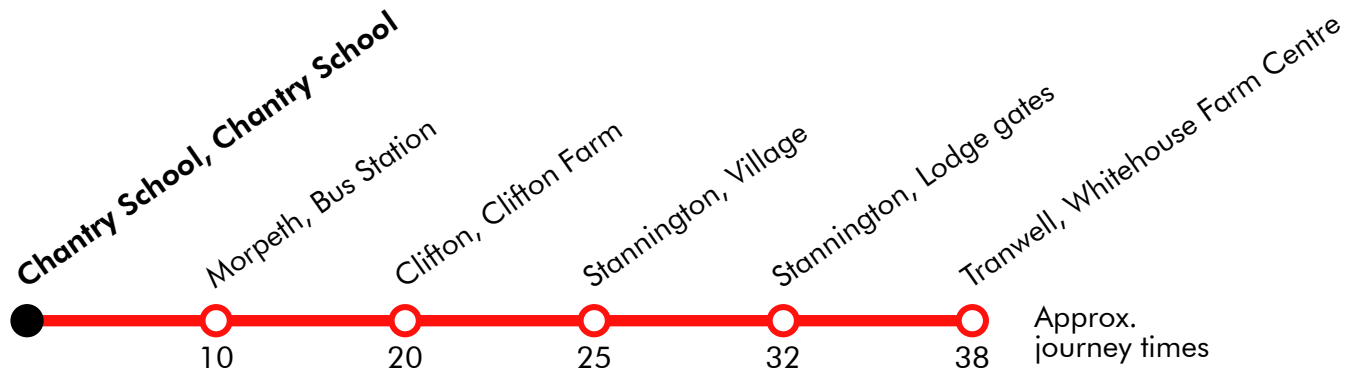 Chantry School, Chantry School
Morpeth, Bus Station
Clifton, Clifton Farm
Stannington, Village
Stannington, Lodge gates
Tranwell, Whitehouse Farm Centre
10
20
25
32
38
Approx.
journey times